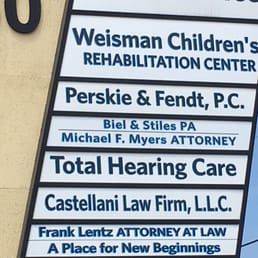 0
Weisman Children's
REHABILITATION CENTER
Perskie & Fendt, P.C.
Biel & Stiles PA
Michael F. Myers ATTORNEY
Total Hearing Care
Castellani Law Firm, L.L.C.
Frank Lentz ATTORNEY AT LAW
A Place for New Beginnings